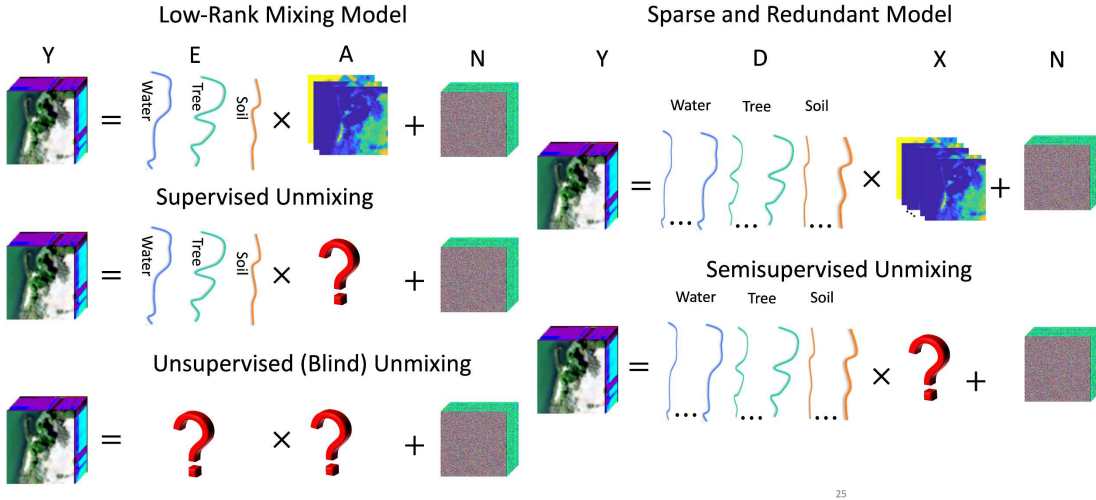 Low-Rank Mixing Model
Y E A N
Water Tree Soil
= × +
Supervised Unmixing
Water Tree Soil
= × ? +
Unsupervised (Blind) Unmixing
= ? × ? +
Sparse and Redundant Model
Y D X N
Water Tree Soil
= ... ... ... × ... +
Semisupervised Unmixing
Water Tree Soil
= ... ... ... × ? +
25